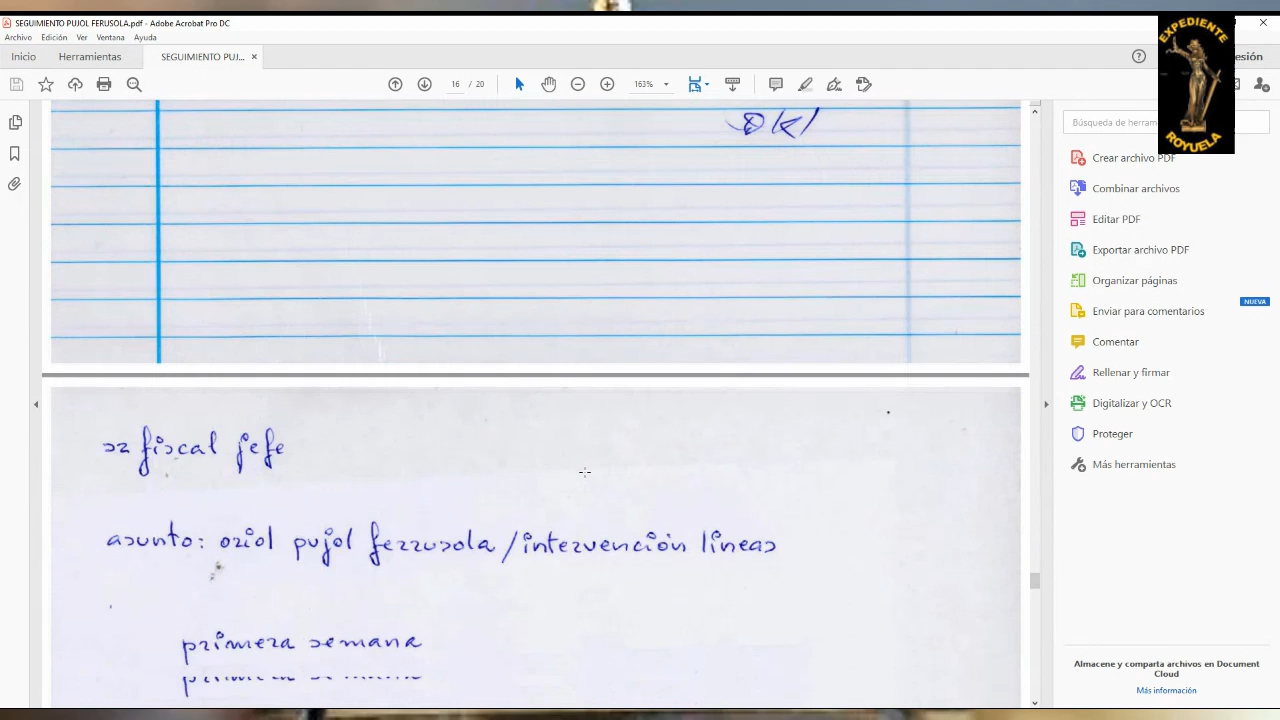 SEGUIMIENTO PUJOL FERUSOLA.pdf - Adobe Acrobat Pro DC
Archivo Edición Ver Ventana Ayuda
Inicio Herramientas SEGUIMIENTO PUJ... ×
16 / 20 163%
EXPEDIENTE
ROYUELA
esión
Búsqueda de herram
Crear archivo PDF
Combinar archivos
Editar PDF
Exportar archivo PDF
Organizar páginas
Enviar para comentarios
NUEVA
Comentar
Rellenar y firmar
Digitalizar y OCR
Proteger
Más herramientas
Almacene y comparta archivos en Document
Cloud
Más información
sr fiscal jefe
asunto: oriol pujol ferrusola / intervención lineas
primera semana
primera semana